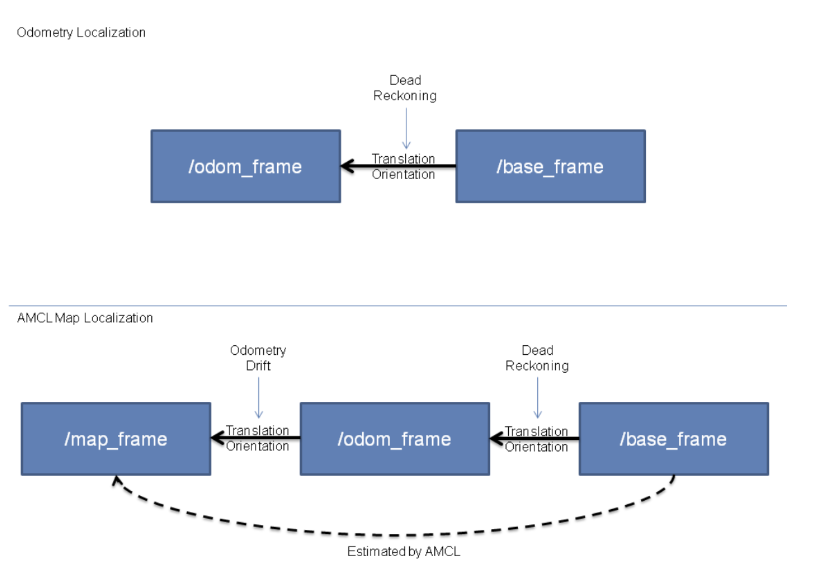 Odometry Localization
Dead
Reckoning
/odom_frame
Translation
Orientation
/base_frame
AMCL Map Localization
Odometry
Drift
Dead
Reckoning
/map_frame
Translation
Orientation
/odom_frame
Translation
Orientation
/base_frame
Estimated by AMCL